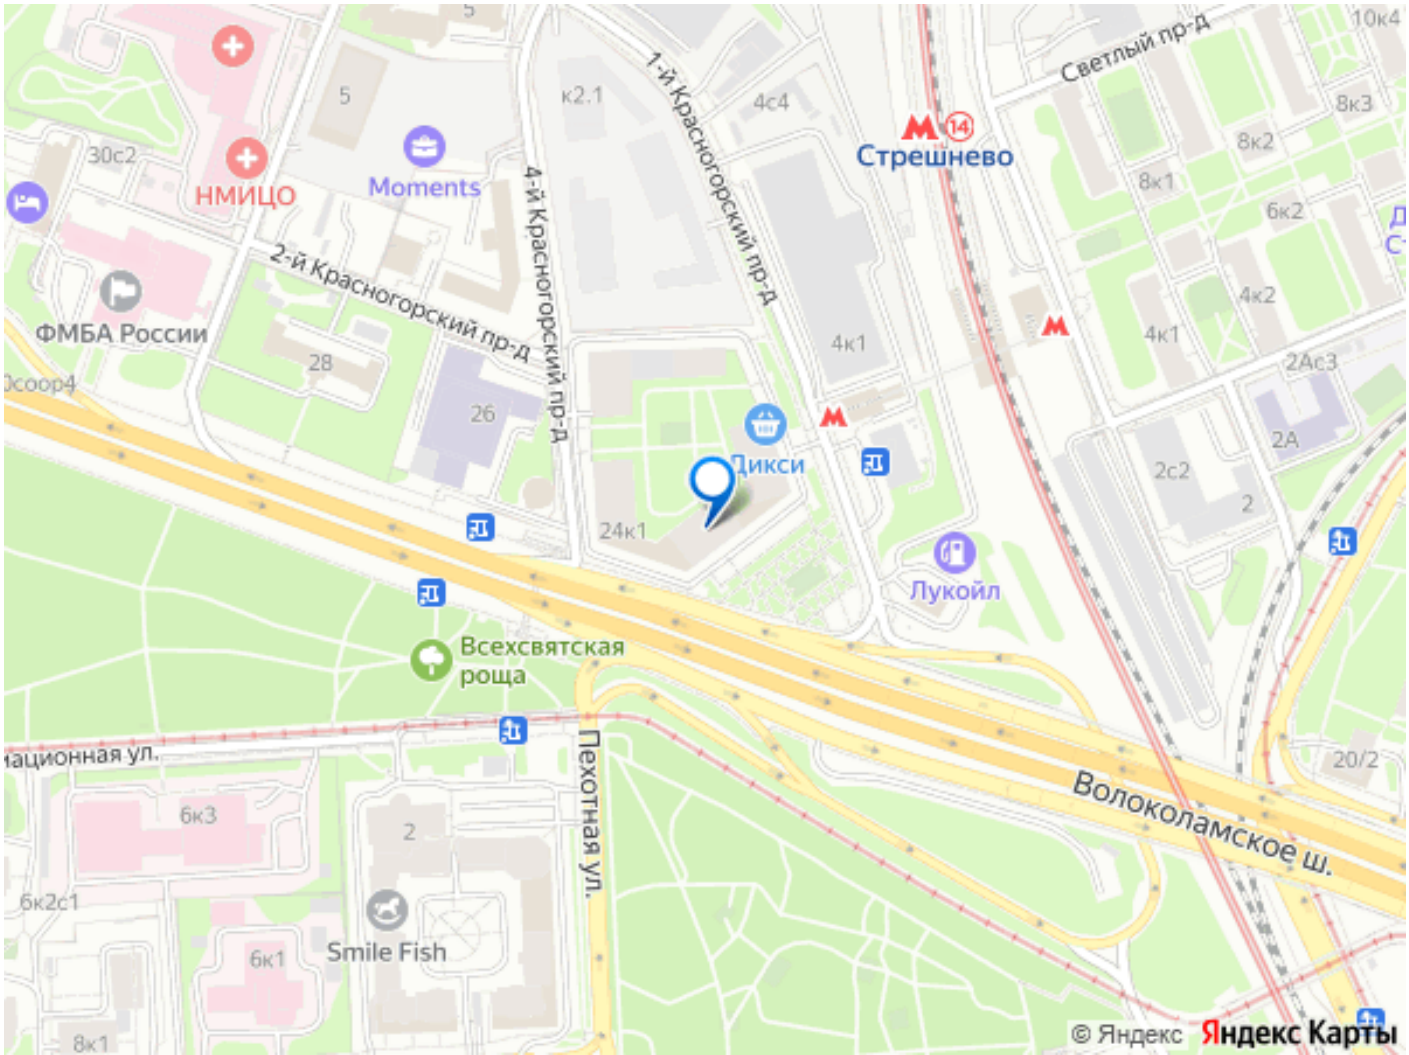 5
10к4
Светлый пр-д
5
к2.1
1-й Красногорский пр-д
4с4
8к3
14
Стрешнево
8к2
30с2
Moments
8к1
НМИЦО
4-й Красногорский пр-д
6к2
2-й Красногорский пр-д
4к2
ФМБА России
4к1
4к1
28
2Ас3
0соор4
26
2А
Дикси
2с2
2
24к1
Лукойл
Всехсвятская
роща
национная ул.
Пехотная ул.
20/2
Волоколамское ш.
6к3
2
6к2с1
Smile Fish
6к1
8к1
© Яндекс
Яндекс Карты